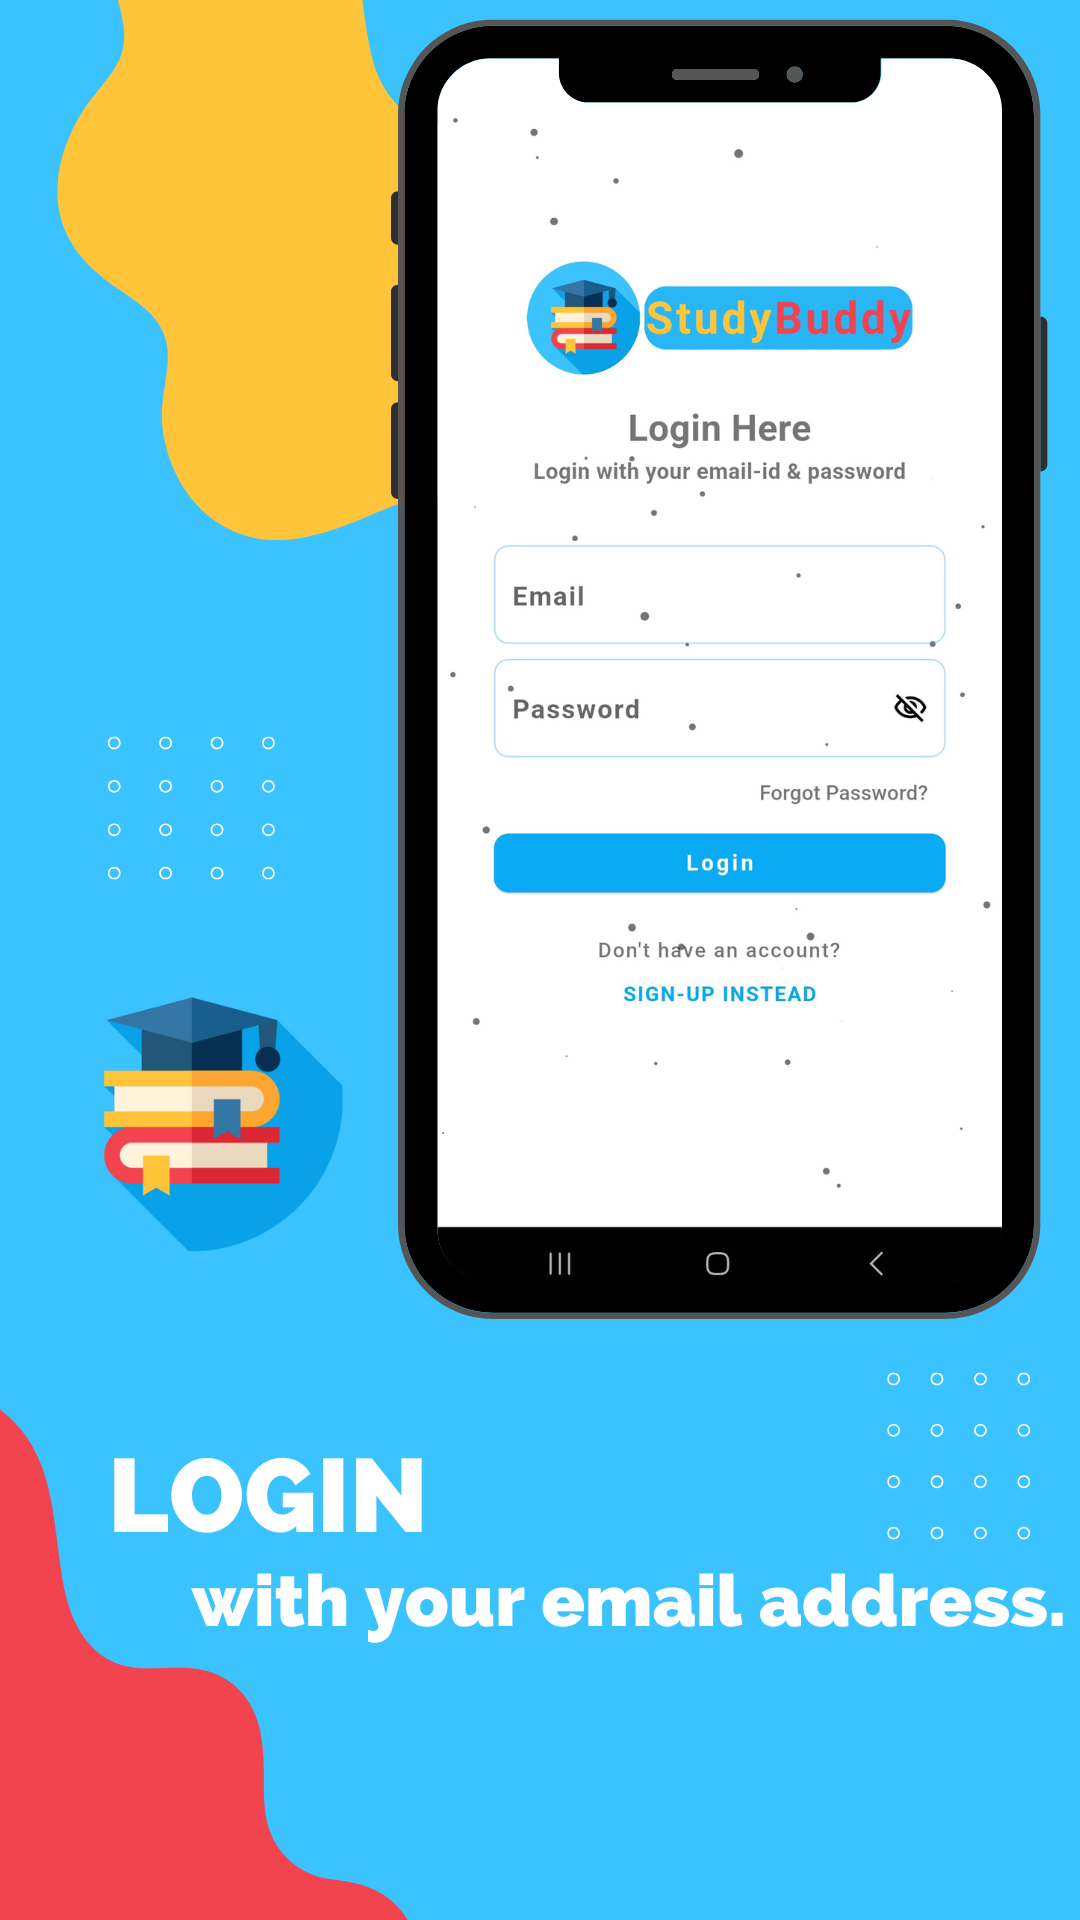 StudyBuddy
Login Here
Login with your email-id & password
Email
Password
Forgot Password?
Login
Don't have an account?
SIGN-UP INSTEAD
LOGIN
with your email address.